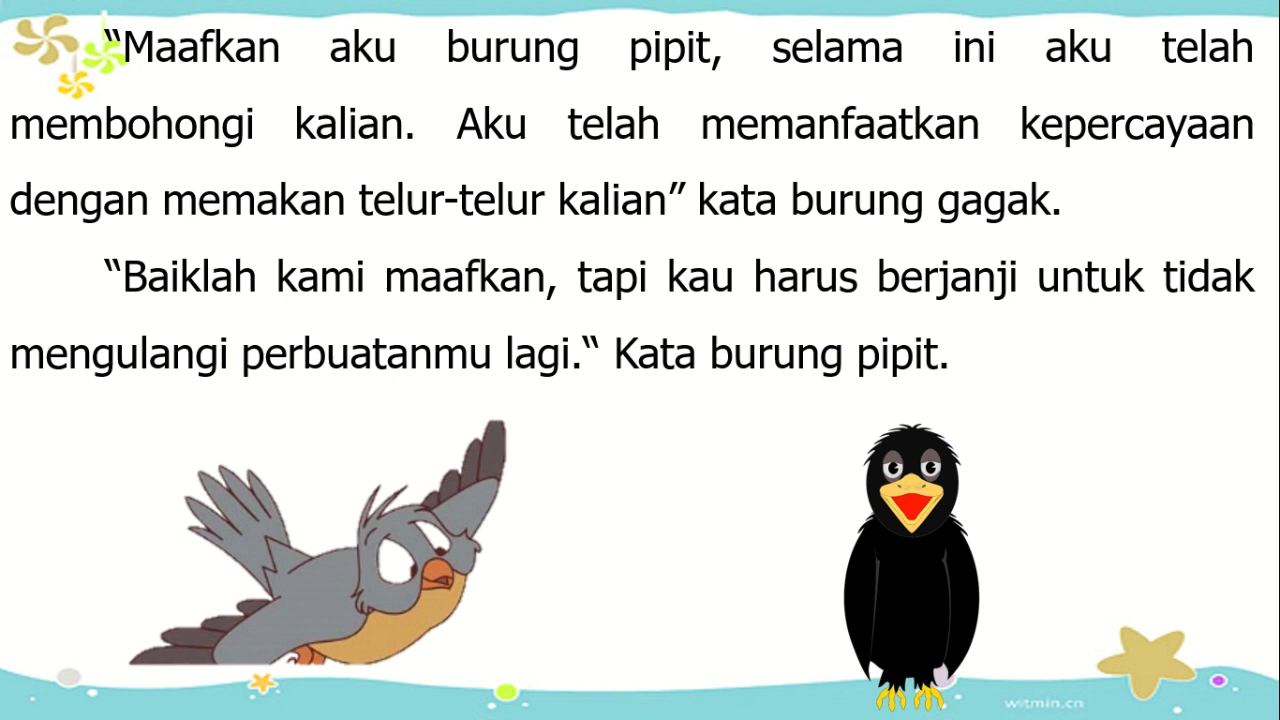 “Maafkan aku burung pipit, selama ini aku telah
membohongi kalian. Aku telah memanfaatkan kepercayaan
dengan memakan telur-telur kalian” kata burung gagak.
“Baiklah kami maafkan, tapi kau harus berjanji untuk tidak
mengulangi perbuatanmu lagi.“ Kata burung pipit.
witmin.cn